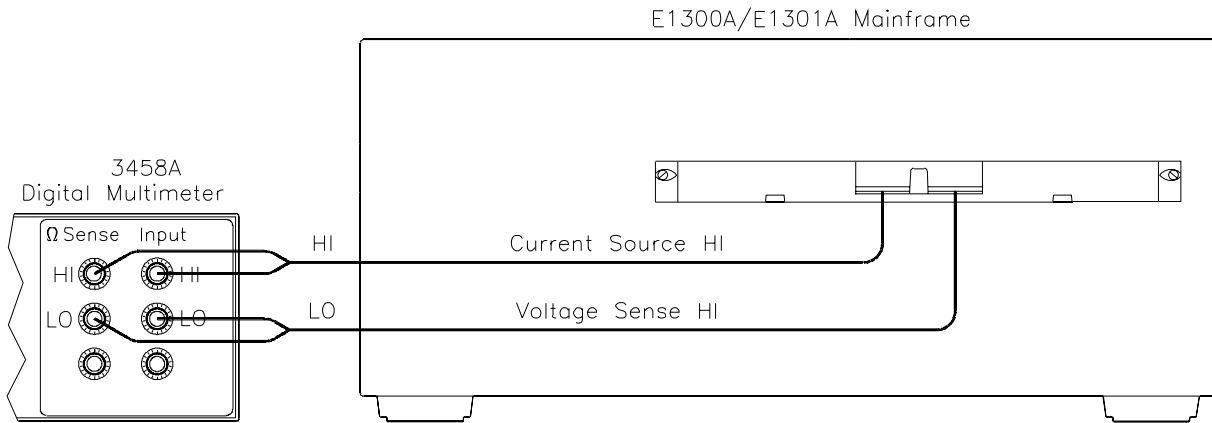 E1300A/E1301A Mainframe
3458A
Digital Multimeter
Ω Sense Input
HI HI
LO LO
HI
Current Source HI
LO
Voltage Sense HI